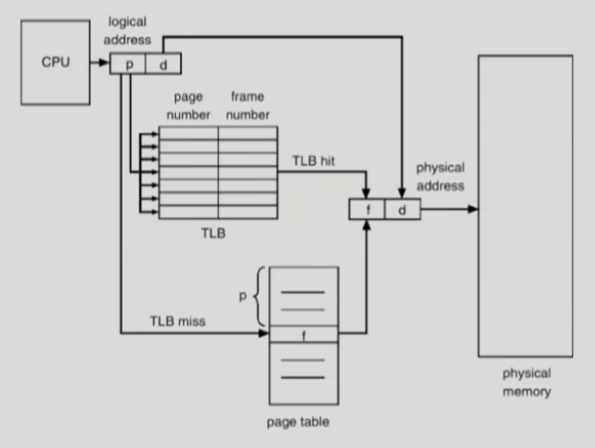 logical
address
CPU
p d
page frame
number number
TLB hit
physical
address
f d
TLB
p
TLB miss
f
page table
physical
memory